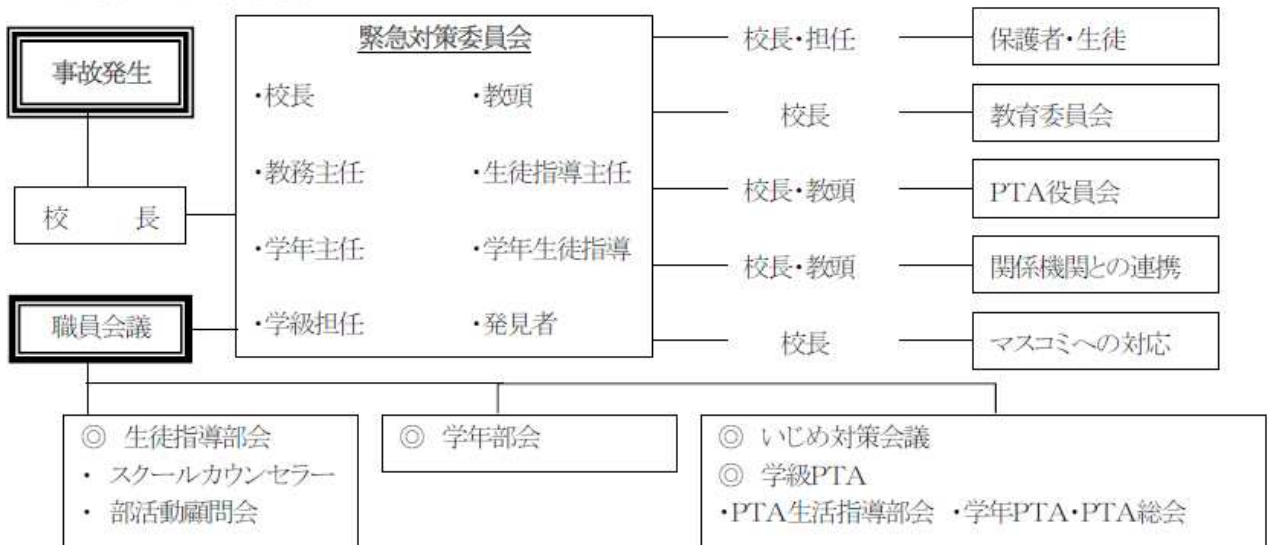 事故発生
校　　長
職員会議
緊急対策委員会
・校長　・教頭
・教務主任　・生徒指導主任
・学年主任　・学年生徒指導
・学級担任　・発見者
校長・担任　保護者・生徒
校長　教育委員会
校長・教頭　PTA役員会
校長・教頭　関係機関との連携
校長　マスコミへの対応
◎ 生徒指導部会
・ スクールカウンセラー
・ 部活動顧問会
◎ 学年部会
◎ いじめ対策会議
◎ 学級PTA
・PTA生活指導部会 ・学年PTA・PTA総会